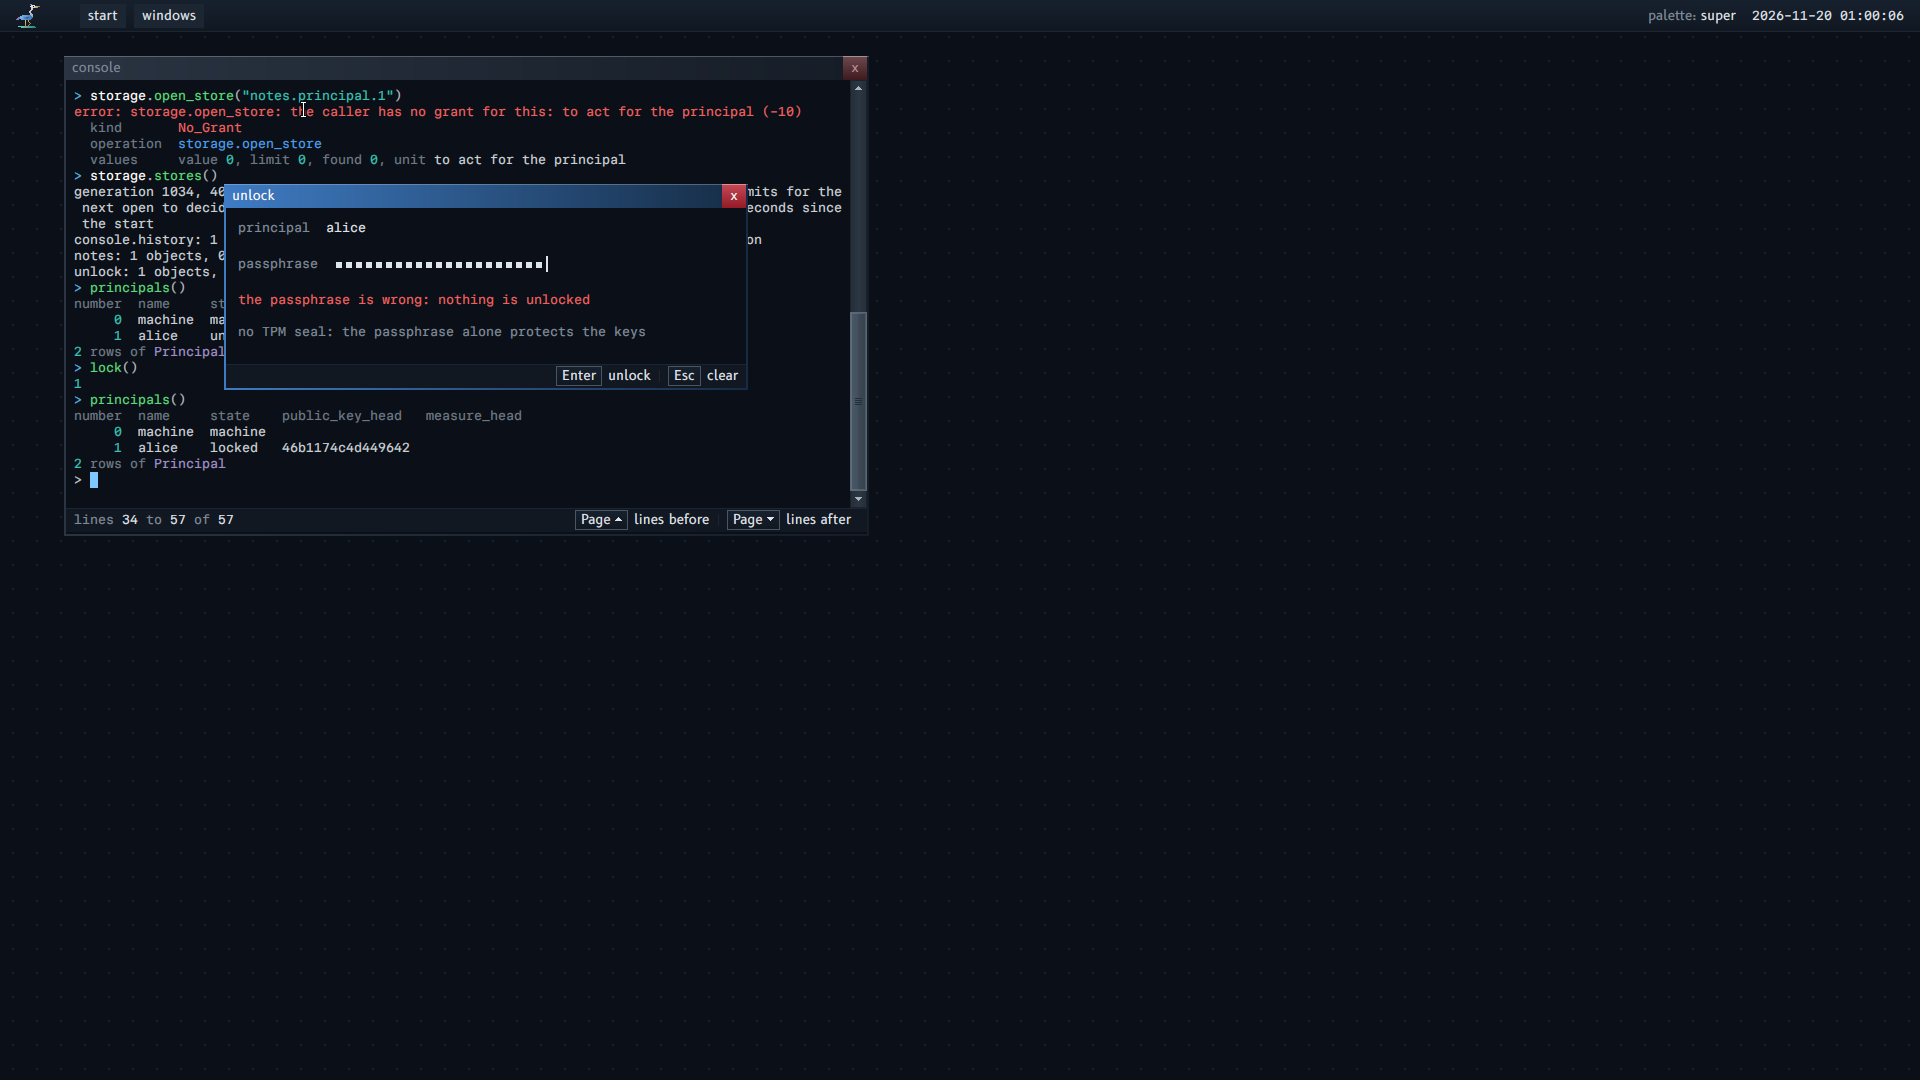 start windows palette: super 2026-11-20 01:00:06
console x
> storage.open_store("notes.principal.1")
error: storage.open_store: the caller has no grant for this: to act for the principal (-10)
kind No_Grant
operation storage.open_store
values value 0, limit 0, found 0, unit to act for the principal
> storage.stores()
generation 1034, 40 mits for the
next open to decid econds since
the start
console.history: 1 on
notes: 1 objects, 0
unlock: 1 objects,
> principals()
number name st
0 machine ma
1 alice un
2 rows of Principal
> lock()
1
> principals()
number name state public_key_head measure_head
0 machine machine
1 alice locked 46b1174c4d449642
2 rows of Principal
>
lines 34 to 57 of 57 Page lines before Page lines after
unlock x
principal alice
passphrase
the passphrase is wrong: nothing is unlocked
no TPM seal: the passphrase alone protects the keys
Enter unlock Esc clear